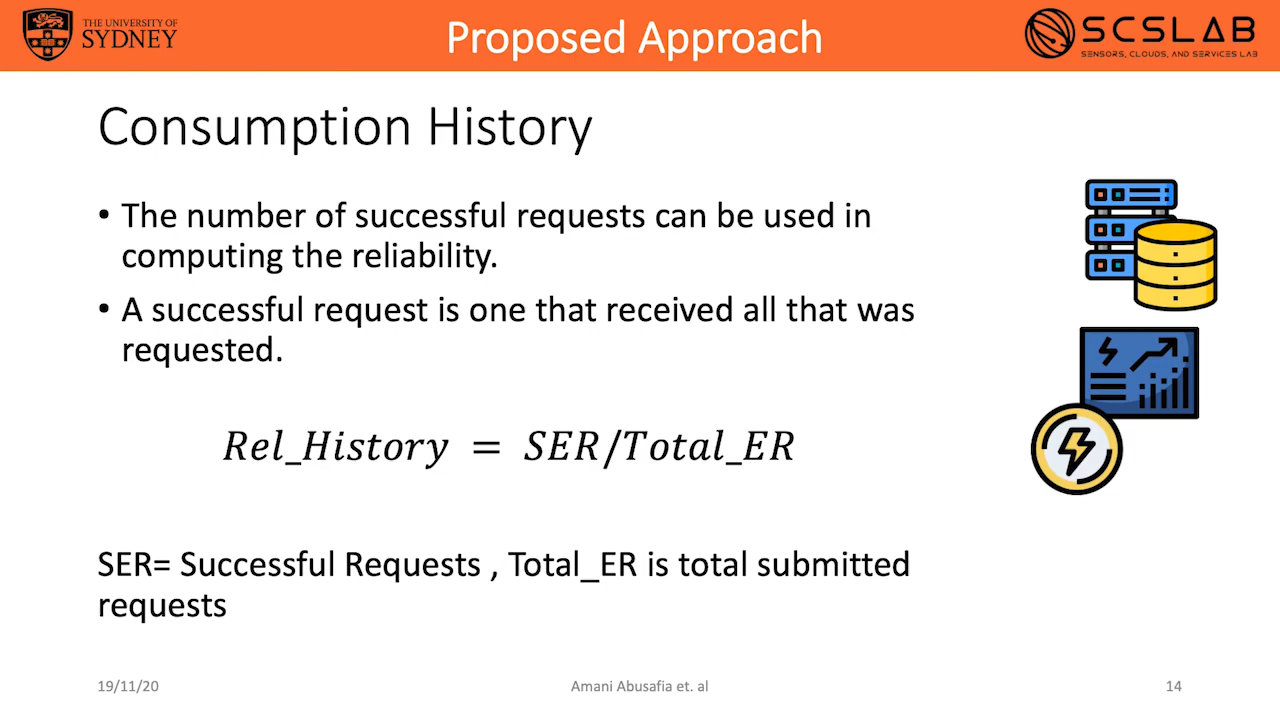 THE UNIVERSITY OF
SYDNEY
Proposed Approach
SCSLAB
SENSORS, CLOUDS, AND SERVICES LAB
Consumption History
• The number of successful requests can be used in
computing the reliability.
• A successful request is one that received all that was
requested.
Rel_History = SER/Total_ER
SER= Successful Requests , Total_ER is total submitted
requests
19/11/20
Amani Abusafia et. al
14